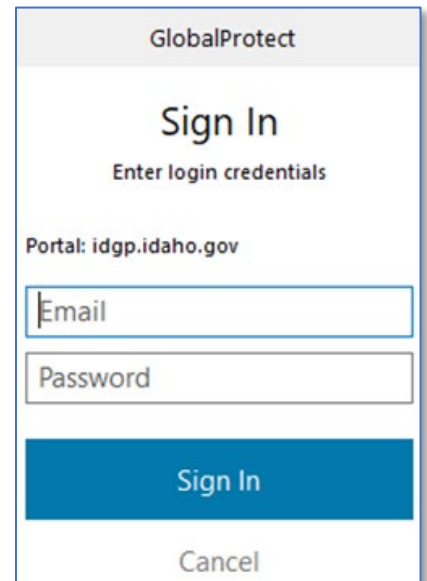 GlobalProtect
Sign In
Enter login credentials
Portal: idgp.idaho.gov
Email
Password
Sign In
Cancel